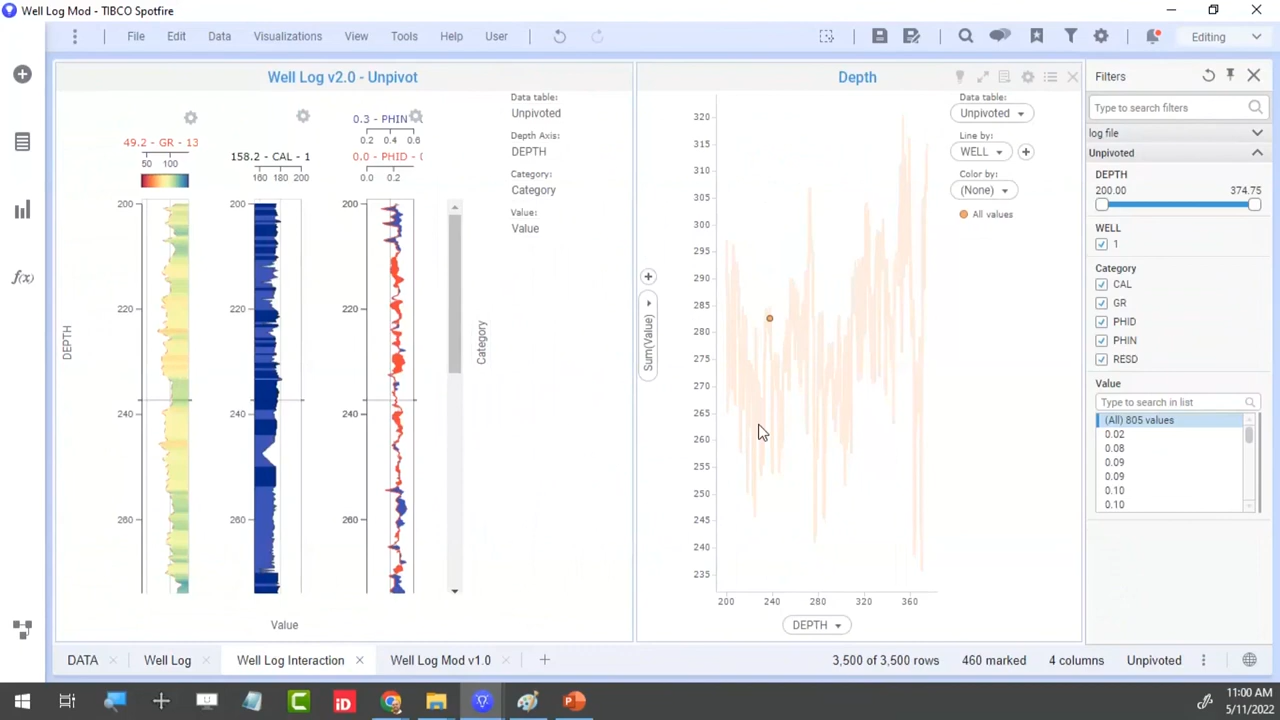 Well Log Mod - TIBCO Spotfire
File Edit Data Visualizations View Tools Help User Editing
Well Log v2.0 - Unpivot
49.2 - GR - 13
50 100
158.2 - CAL - 1
160 180 200
0.3 - PHIN
0.2 0.4 0.6
0.0 - PHID - (
0.0 0.2
200 200 200
220 220 220
240 240 240
260 260 260
DEPTH
Category
Value
Data table:
Unpivoted
Depth Axis:
DEPTH
Category:
Category
Value:
Value
Depth
320
315
310
305
300
295
290
285
280
275
270
265
260
255
250
245
240
235
Sum(Value)
200 240 280 320 360
DEPTH
Data table:
Unpivoted
Line by:
WELL
Color by:
(None)
All values
Filters
Type to search filters
log file
Unpivoted
DEPTH
200.00 374.75
WELL
1
Category
CAL
GR
PHID
PHIN
RESD
Value
Type to search in list
(All) 805 values
0.02
0.08
0.09
0.09
0.10
0.10
f(x)
DATA Well Log Well Log Interaction Well Log Mod v1.0 3,500 of 3,500 rows 460 marked 4 columns Unpivoted
C iD P
11:00 AM
5/11/2022